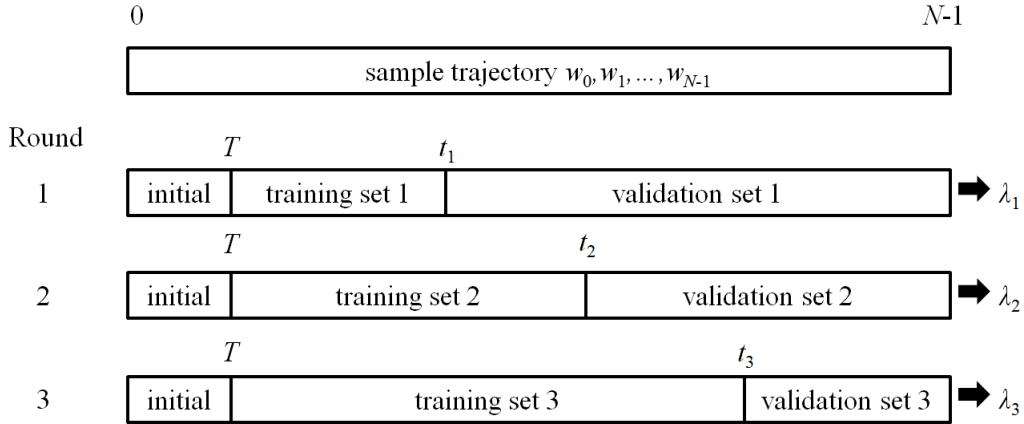 0 N-1
sample trajectory w0, w1, ... , wN-1
Round
T t1
1 initial training set 1 validation set 1 λ1
T t2
2 initial training set 2 validation set 2 λ2
T t3
3 initial training set 3 validation set 3 λ3